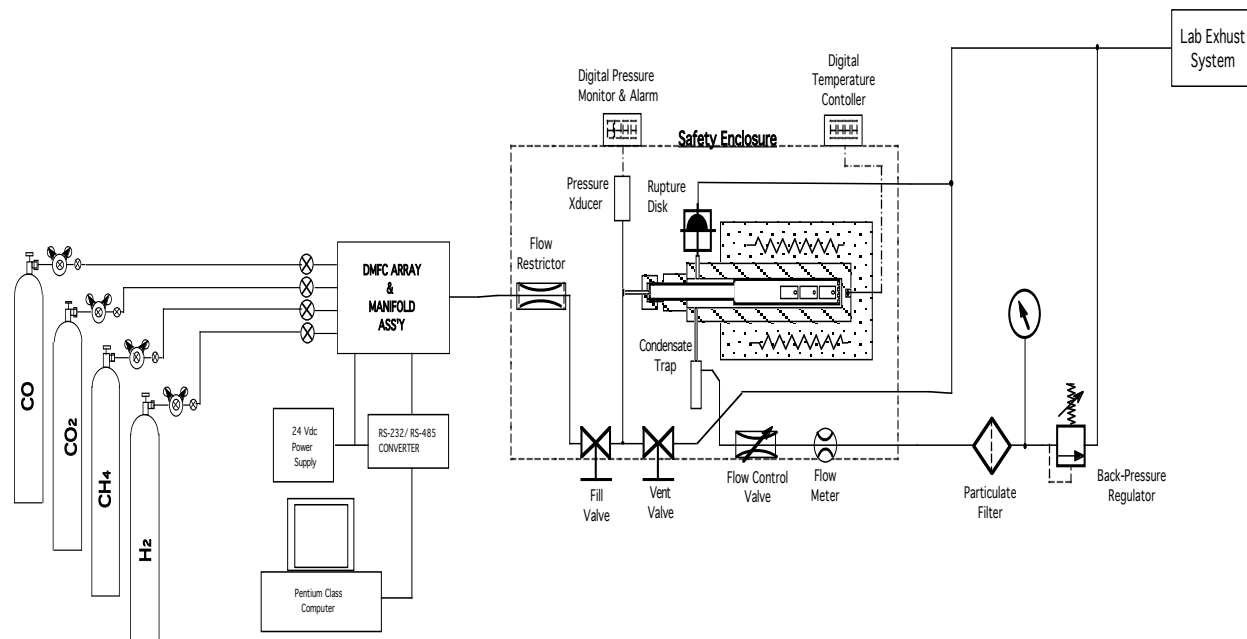 Lab Exhust
System
Digital Pressure
Monitor & Alarm
Digital
Temperature
Contoller
Safety Enclosure
Pressure
Xducer
Rupture
Disk
Flow
Restrictor
DMFC ARRAY
&
MANIFOLD
ASS'Y
Condensate
Trap
CO
CO2
CH4
H2
24 Vdc
Power
Supply
RS-232/ RS-485
CONVERTER
Fill
Valve
Vent
Valve
Flow Control
Valve
Flow
Meter
Particulate
Filter
Back-Pressure
Regulator
Pentium Class
Computer